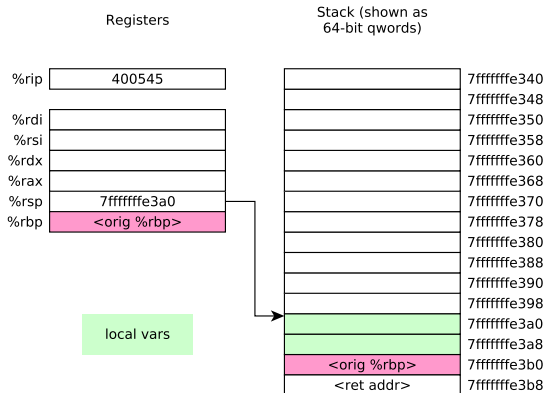 Registers
Stack (shown as
64-bit qwords)
%rip 400545
%rdi
%rsi
%rdx
%rax
%rsp 7fffffffe3a0
%rbp <orig %rbp>
local vars
7fffffffe340
7fffffffe348
7fffffffe350
7fffffffe358
7fffffffe360
7fffffffe368
7fffffffe370
7fffffffe378
7fffffffe380
7fffffffe388
7fffffffe390
7fffffffe398
7fffffffe3a0
7fffffffe3a8
<orig %rbp> 7fffffffe3b0
<ret addr> 7fffffffe3b8